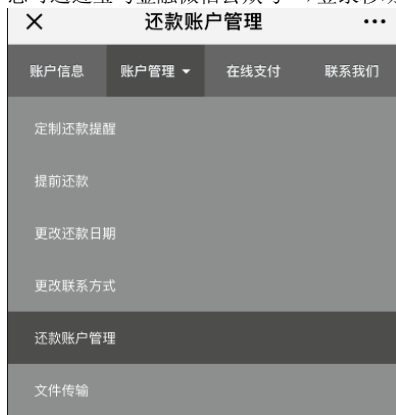 还款账户管理
账户信息 账户管理 在线支付 联系我们
定制还款提醒
提前还款
更改还款日期
更改联系方式
还款账户管理
文件传输